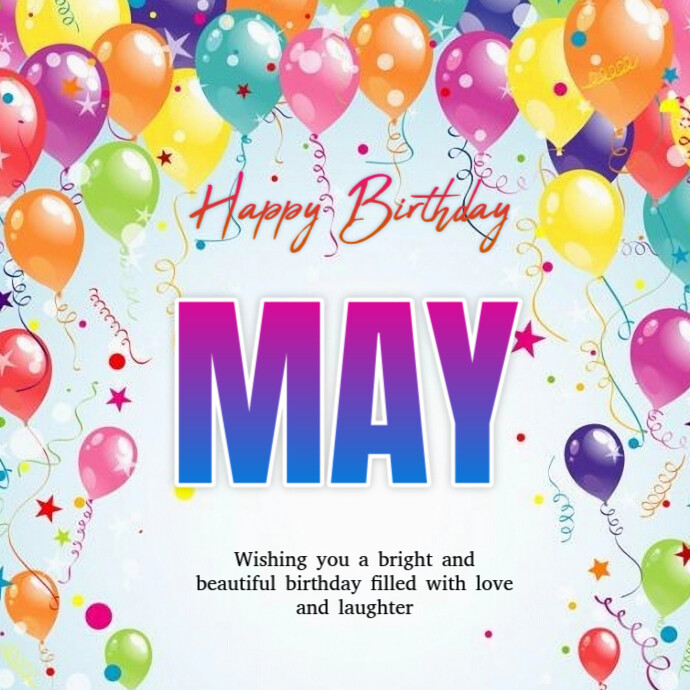 Happy Birthday
MAY
Wishing you a bright and
beautiful birthday filled with love
and laughter